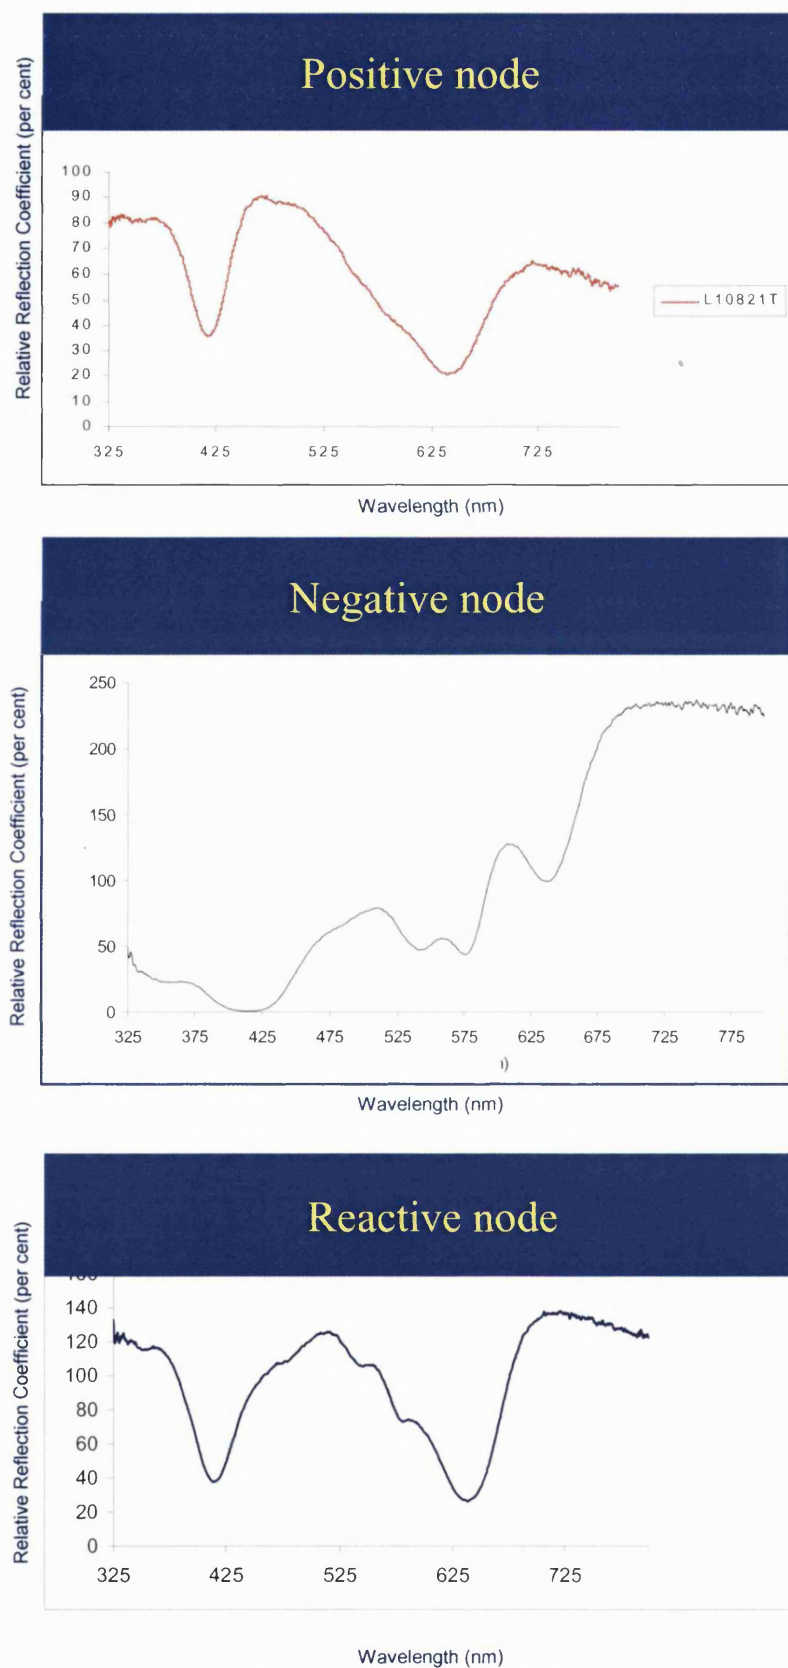 Positive node
Relative Reflection Coefficient (per cent)
100
90
80
70
60
50
40
30
20
10
0
325 425 525 625 725
L10821T
Wavelength (nm)
Negative node
Relative Reflection Coefficient (per cent)
250
200
150
100
50
0
325 375 425 475 525 575 625 675 725 775
Wavelength (nm)
Reactive node
Relative Reflection Coefficient (per cent)
140
120
100
80
60
40
20
0
325 425 525 625 725
Wavelength (nm)